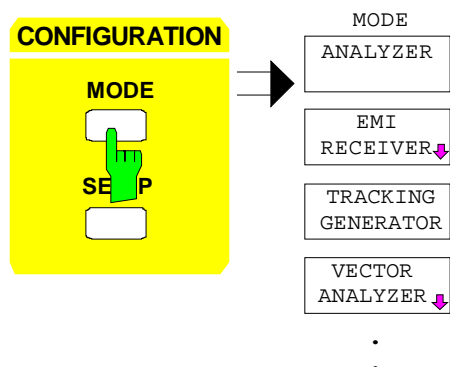 CONFIGURATION
MODE
SE P
MODE
ANALYZER
EMI
RECEIVER
TRACKING
GENERATOR
VECTOR
ANALYZER
.
.